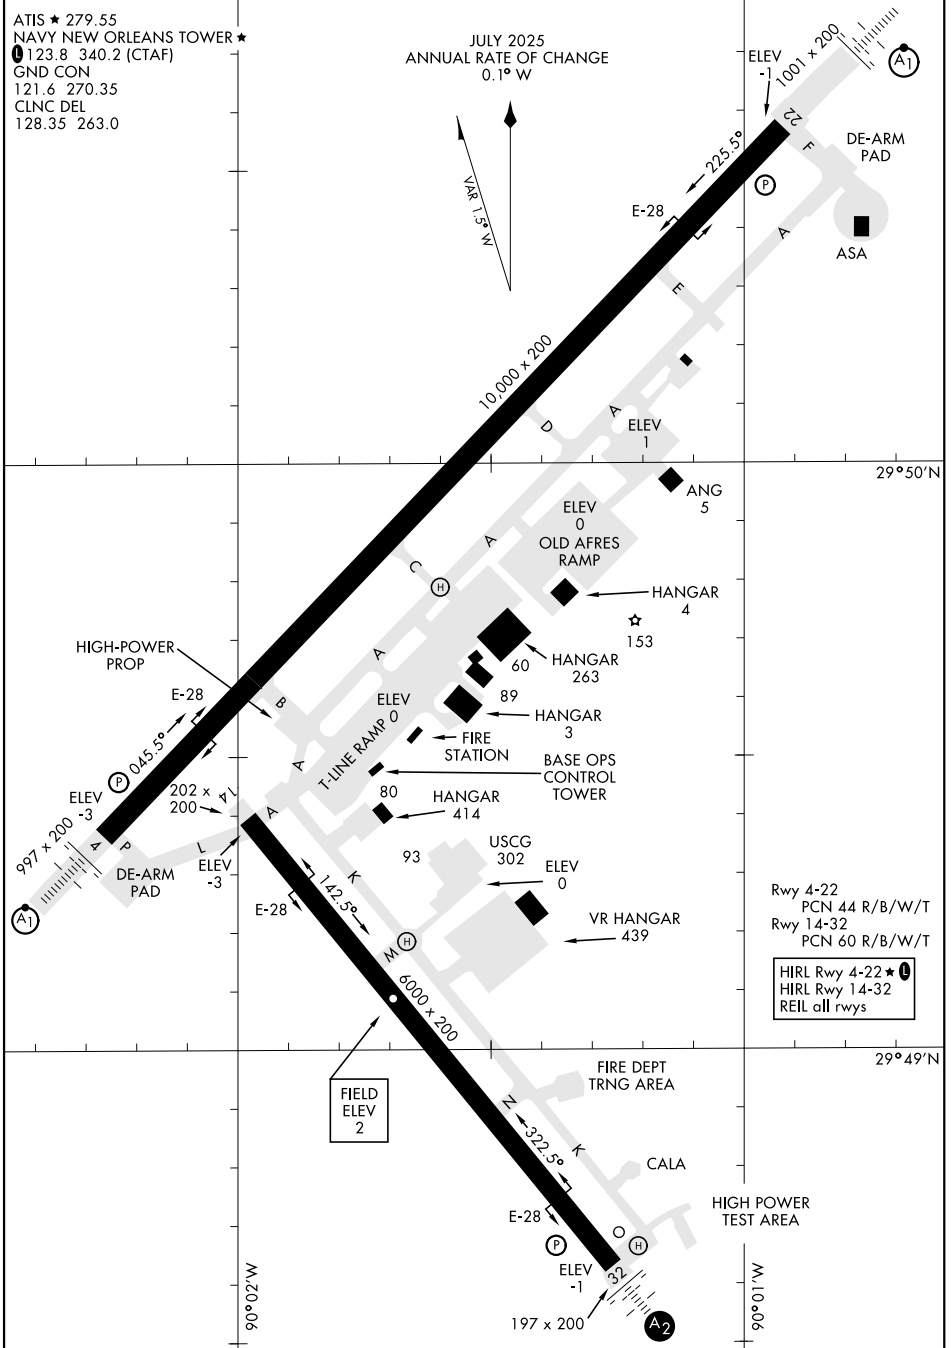 ATIS ★ 279.55
NAVY NEW ORLEANS TOWER ★
L 123.8 340.2 (CTAF)
GND CON
121.6 270.35
CLNC DEL
128.35 263.0
JULY 2025
ANNUAL RATE OF CHANGE
0.1° W
VAR 1.5° W
ELEV
-1
1001 x 200
A1
22
F
DE-ARM
PAD
225.5°
P
E-28
A
ASA
E
10,000 x 200
D
A
ELEV
1
29°50'N
ANG
5
ELEV
0
OLD AFRES
RAMP
A
C
H
HANGAR
4
153
HIGH-POWER
PROP
A
60
HANGAR
263
E-28
B
ELEV
0
89
HANGAR
3
045.5°
T-LINE RAMP
FIRE
STATION
A
BASE OPS
CONTROL
TOWER
P
ELEV
-3
202 x
200
14
A
80
HANGAR
414
997 x 200
4
P
L
DE-ARM
PAD
ELEV
-3
93
USCG
302
ELEV
0
K
142.5°
E-28
A1
VR HANGAR
439
Rwy 4-22
PCN 44 R/B/W/T
Rwy 14-32
PCN 60 R/B/W/T
M
H
HIRL Rwy 4-22 ★ L
HIRL Rwy 14-32
REIL all rwys
6000 x 200
29°49'N
FIELD
ELEV
2
FIRE DEPT
TRNG AREA
N
322.5°
K
CALA
E-28
HIGH POWER
TEST AREA
P
O
H
ELEV
-1
32
90°02'W
90°01'W
197 x 200
A2